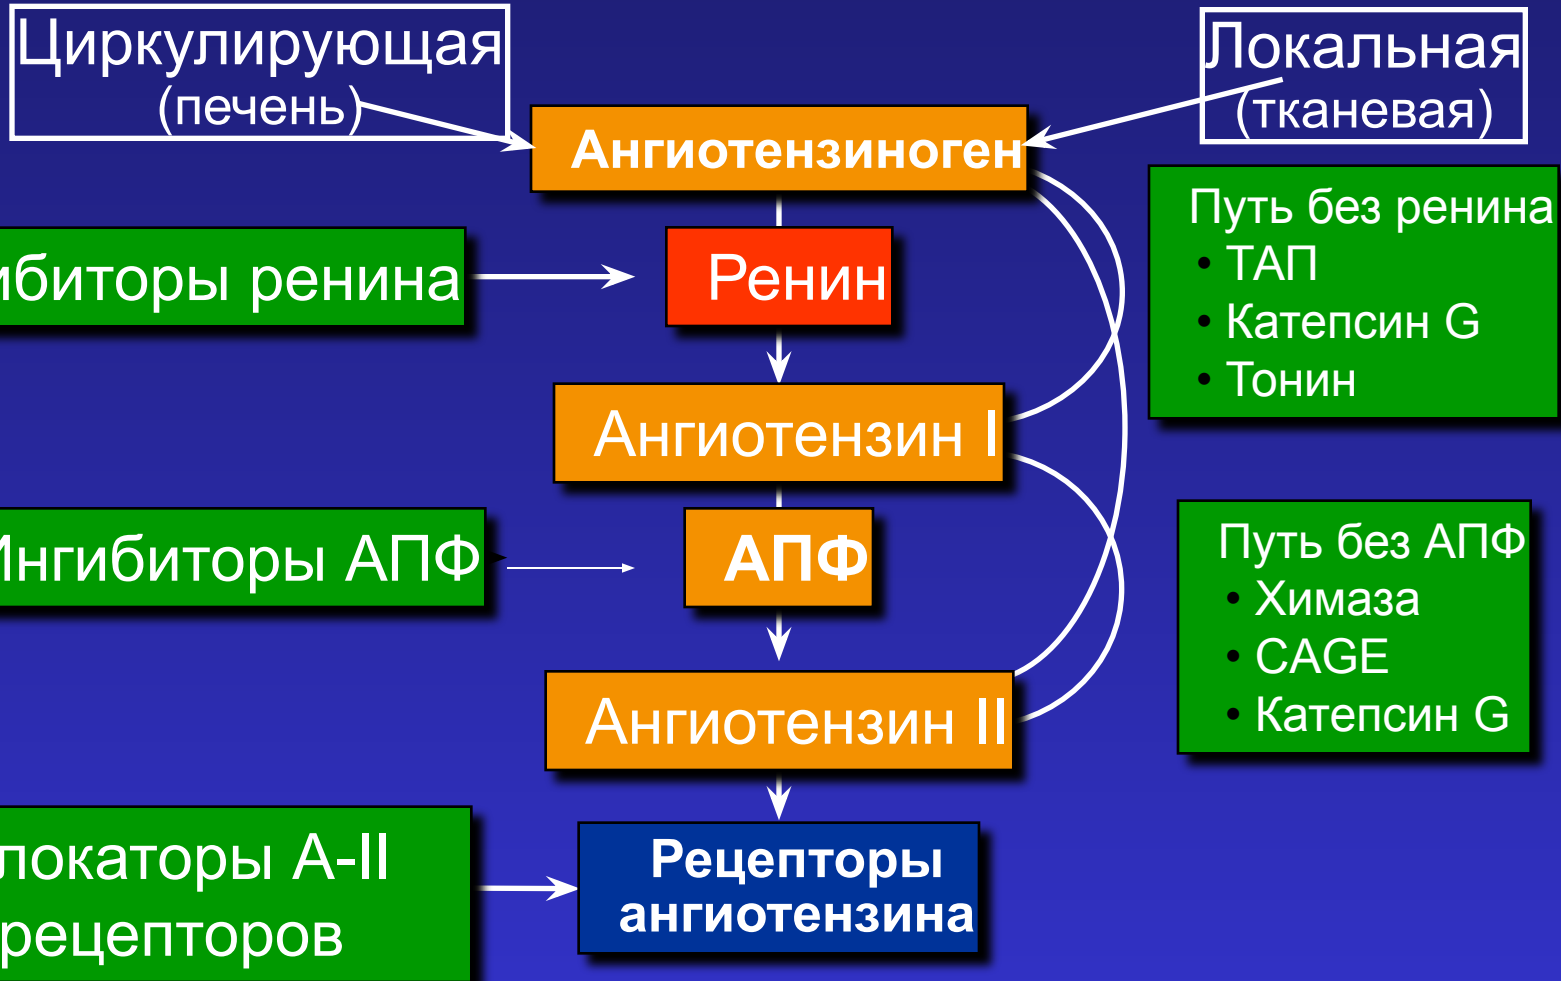 Циркулирующая
(печень)
Локальная
(тканевая)
Ангиотензиноген
Путь без ренина
• ТАП
• Катепсин G
• Тонин
ибиторы ренина
Ренин
Ангиотензин I
Ингибиторы АПФ
АПФ
Путь без АПФ
• Химаза
• CAGE
• Катепсин G
Ангиотензин II
локаторы А-II
рецепторов
Рецепторы
ангиотензина